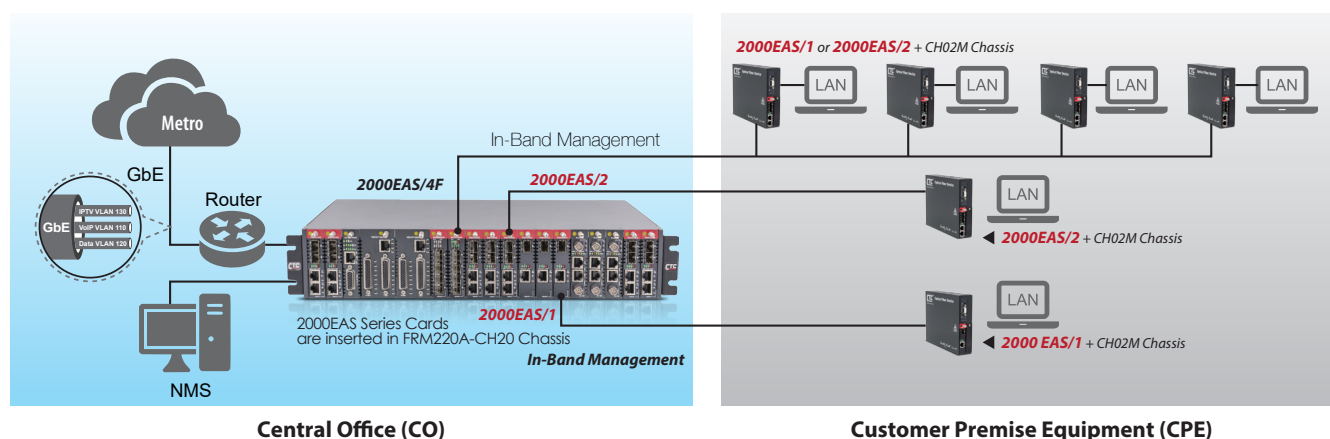 Metro
GbE
GbE
IPTV VLAN 130
VoIP VLAN 110
Data VLAN 120
Router
NMS
2000EAS/4F
In-Band Management
2000EAS/2
CTC
CTC
2000EAS Series Cards
are inserted in FRM220A-CH20 Chassis
2000EAS/1
In-Band Management
Central Office (CO)
2000EAS/1 or 2000EAS/2 + CH02M Chassis
LAN
LAN
LAN
LAN
LAN
2000EAS/2 + CH02M Chassis
LAN
2000 EAS/1 + CH02M Chassis
Customer Premise Equipment (CPE)